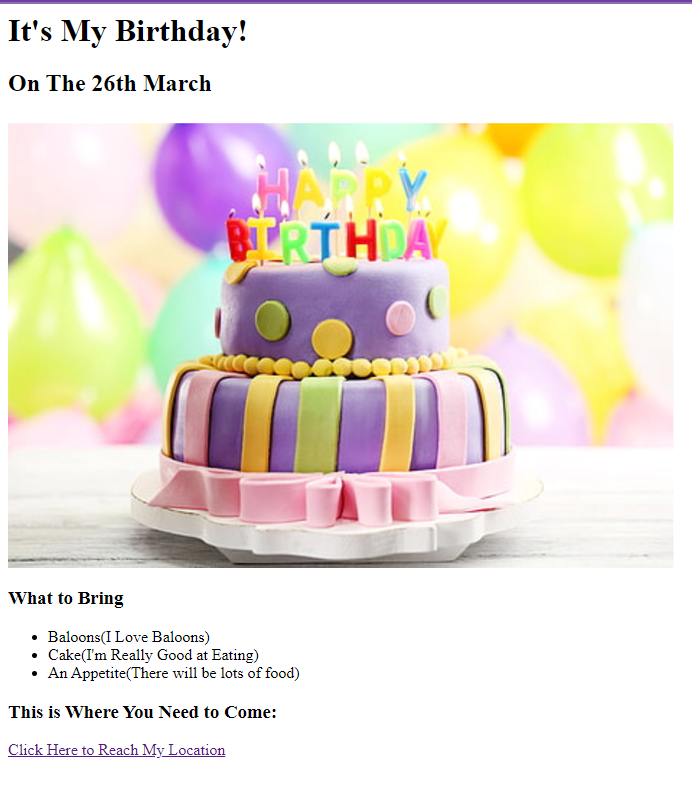 It's My Birthday!
On The 26th March
HAPPY
BIRTHDAY
What to Bring
Baloons(I Love Baloons)
Cake(I'm Really Good at Eating)
An Appetite(There will be lots of food)
This is Where You Need to Come:
Click Here to Reach My Location